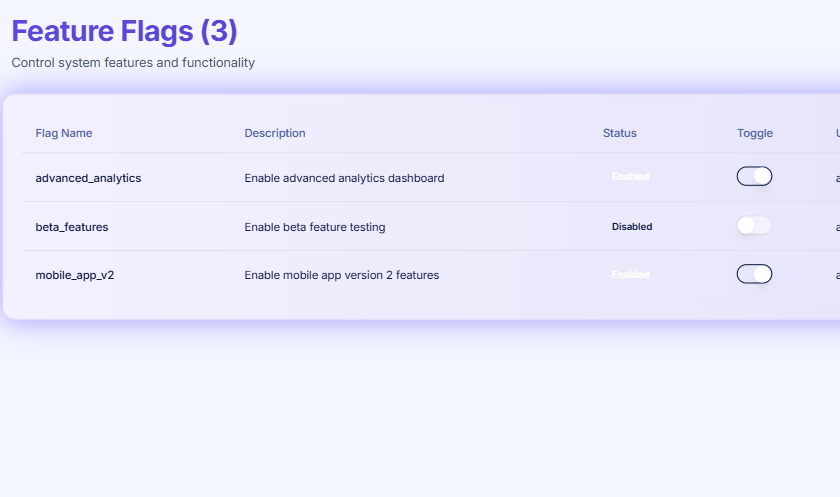 Feature Flags (3)
Control system features and functionality
Flag Name Description Status Toggle
advanced_analytics Enable advanced analytics dashboard Enabled
beta_features Enable beta feature testing Disabled
mobile_app_v2 Enable mobile app version 2 features Enabled